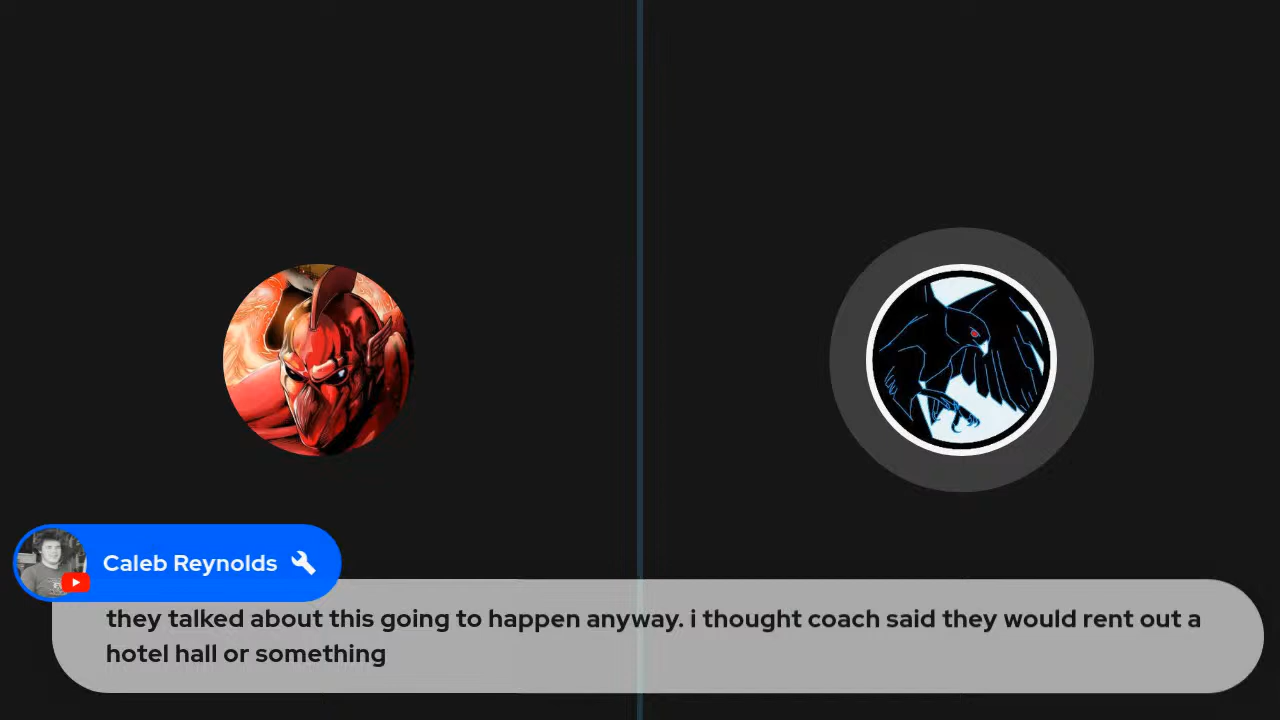 Caleb Reynolds
they talked about this going to happen anyway. i thought coach said they would rent out a
hotel hall or something